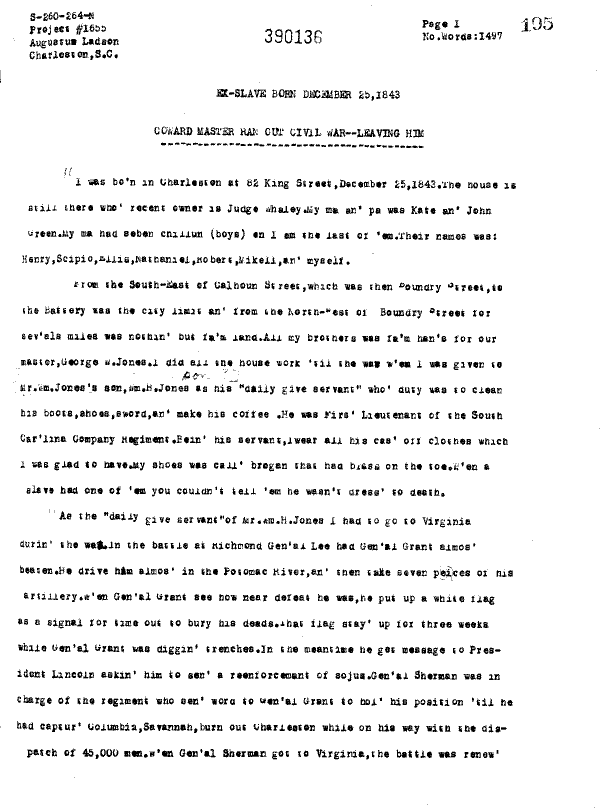 S-260-264-N
Project #1655
Augustus Ladson
Charleston,S.C.
390136
Page I
No.Words:1497
195
EX-SLAVE BORN DECEMBER 25,1843
COWARD MASTER RAN OUT CIVIL WAR--LEAVING HIM
"I was bo'n in Charleston at 82 King Street,December 25,1843.The house is
still there who' recent owner is Judge Whaley.My ma an' pa was Kate an' John
Green.My ma had seben chillun (boys) en I am the last of 'em.Their names was:
Henry,Scipio,Ellis,Nathaniel,Robert,Mikell,an' myself.
From the South-East of Calhoun Street,which was then Boundry Street,to
the Battery was the city limit an' from the North-West of Boundry Street for
sev'als miles was nothin' but fa'm land.All my brothers was fa'm han's for our
master,George W.Jones.I did all the house work 'til the war w'en I was given to
Mr.Wm.Jones's son,Wm.H.Jones as his "daily give servant" who' duty was to clean
his boots,shoes,sword,an' make his coffee .He was Firs' Lieutenant of the South
Car'lina Company Regiment.Bein' his servant,I wear all his cas' off clothes which
I was glad to have.My shoes was call' brogan that had brass on the toe.W'en a
slave had one of 'em you couldn't tell 'em he wasn't dress' to death.
"As the "daily give servant"of Mr.Wm.H.Jones I had to go to Virginia
durin' the war.In the battle at Richmond Gen'al Lee had Gen'al Grant almos'
beaten.He drive him almos' in the Potomac River,an' then take seven peices of his
artillery.W'en Gen'al Grant see how near defeat he was,he put up a white flag
as a signal for time out to bury his deads.That flag stay' up for three weeks
while Gen'al Grant was diggin' trenches.In the meantime he get message to Pres-
ident Lincoln askin' him to sen' a reenforcement of sojus.Gen'al Sherman was in
charge of the regiment who sen' word to Gen'al Grant to hol' his position 'til he
had captur' Columbia,Savannah,burn out Charleston while on his way with the dis-
patch of 45,000 men.W'en Gen'al Sherman got to Virginia,the battle was renew'